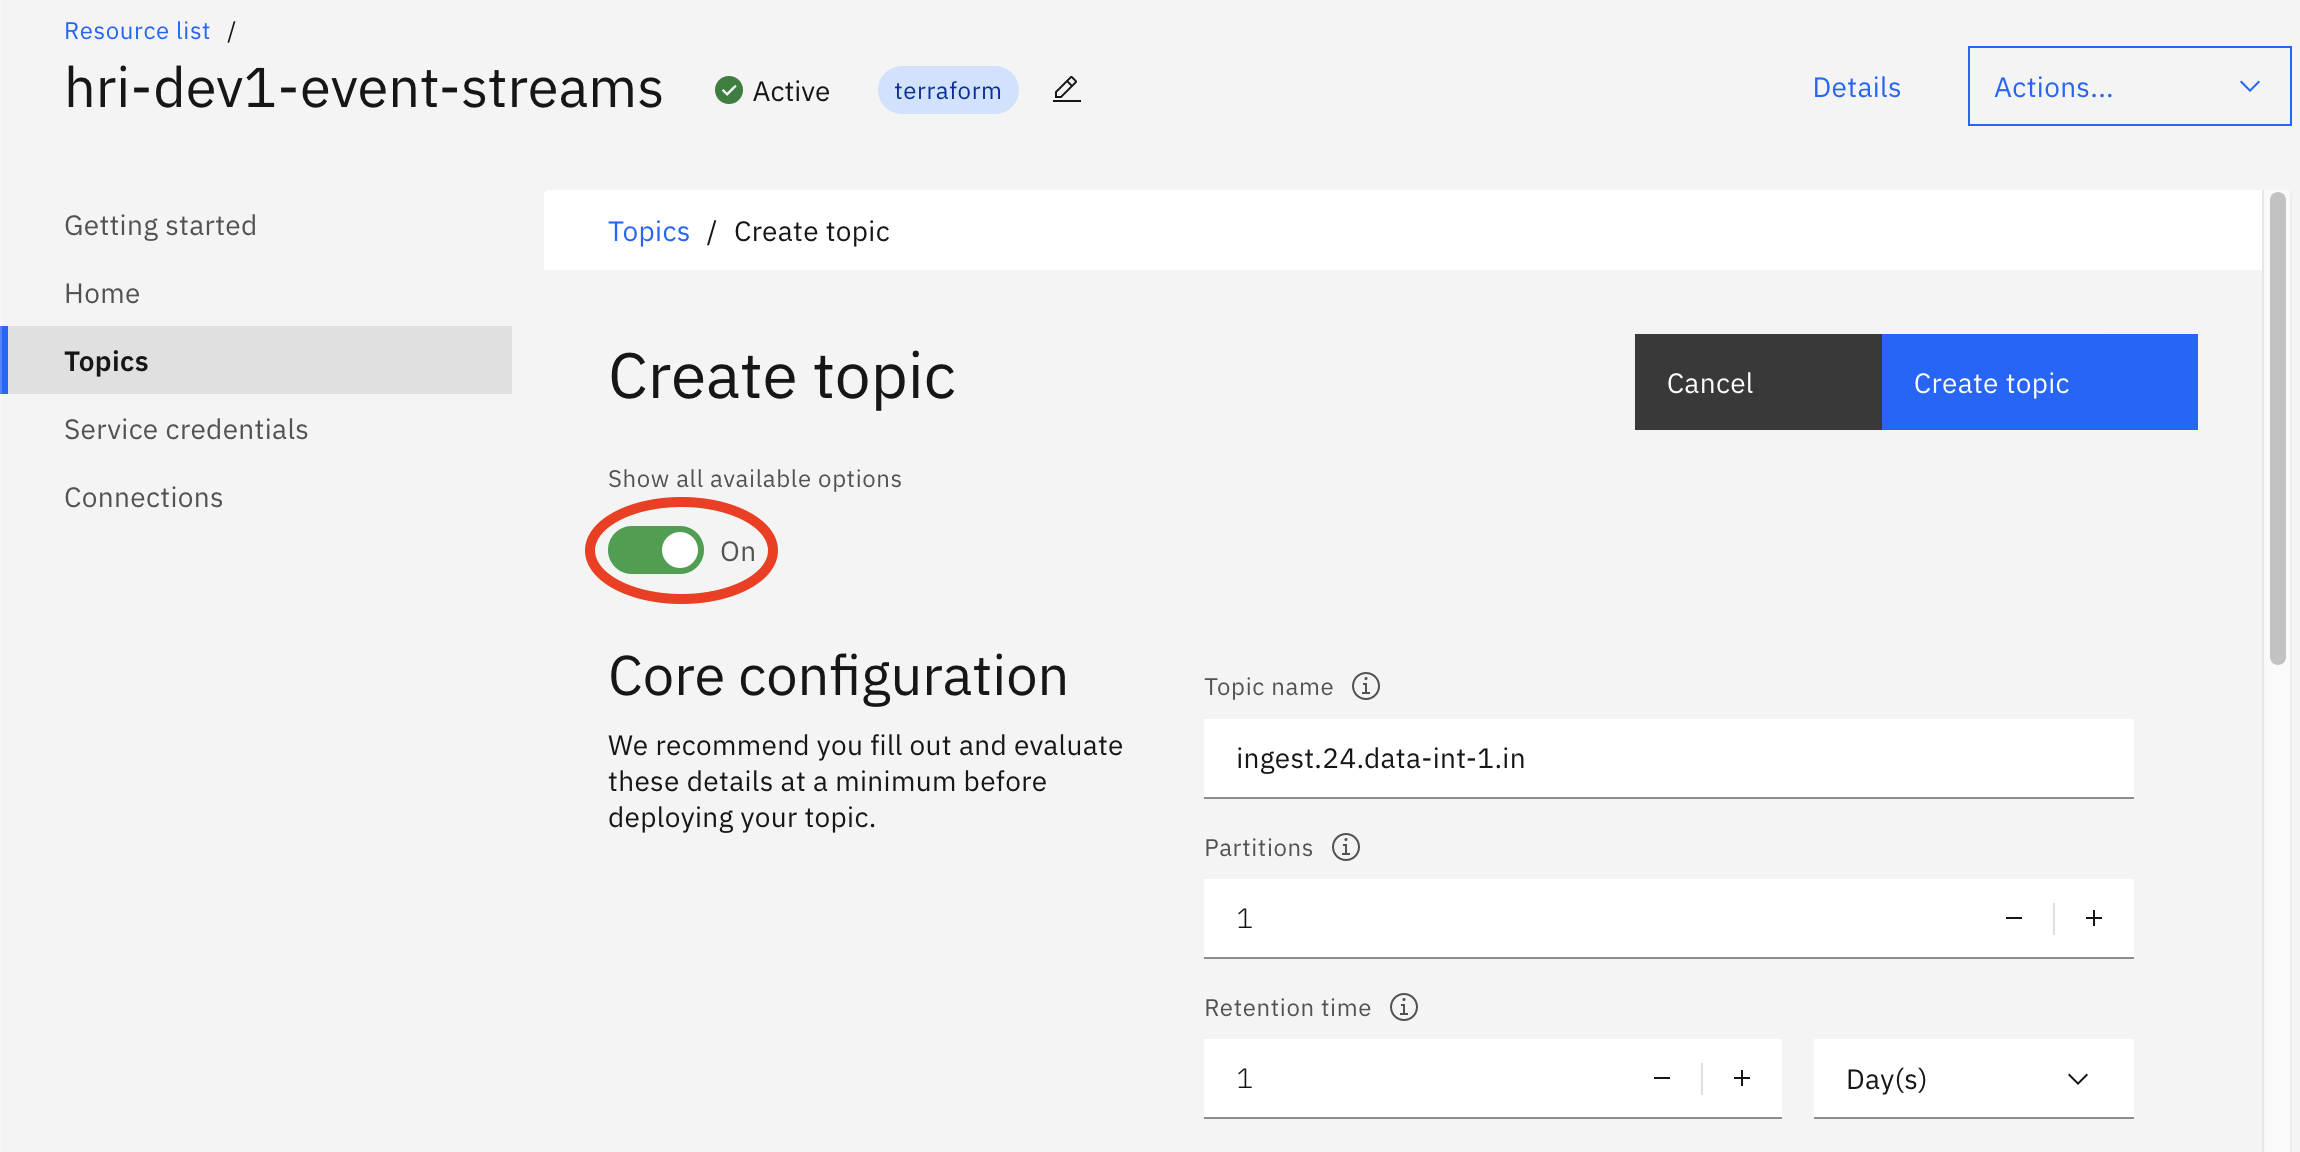 Resource list /
hri-dev1-event-streams
Active
terraform
Details
Actions...
Getting started
Home
Topics
Service credentials
Connections
Topics / Create topic
Create topic
Cancel
Create topic
Show all available options
On
Core configuration
We recommend you fill out and evaluate
these details at a minimum before
deploying your topic.
Topic name
ingest.24.data-int-1.in
Partitions
1
Retention time
1
Day(s)